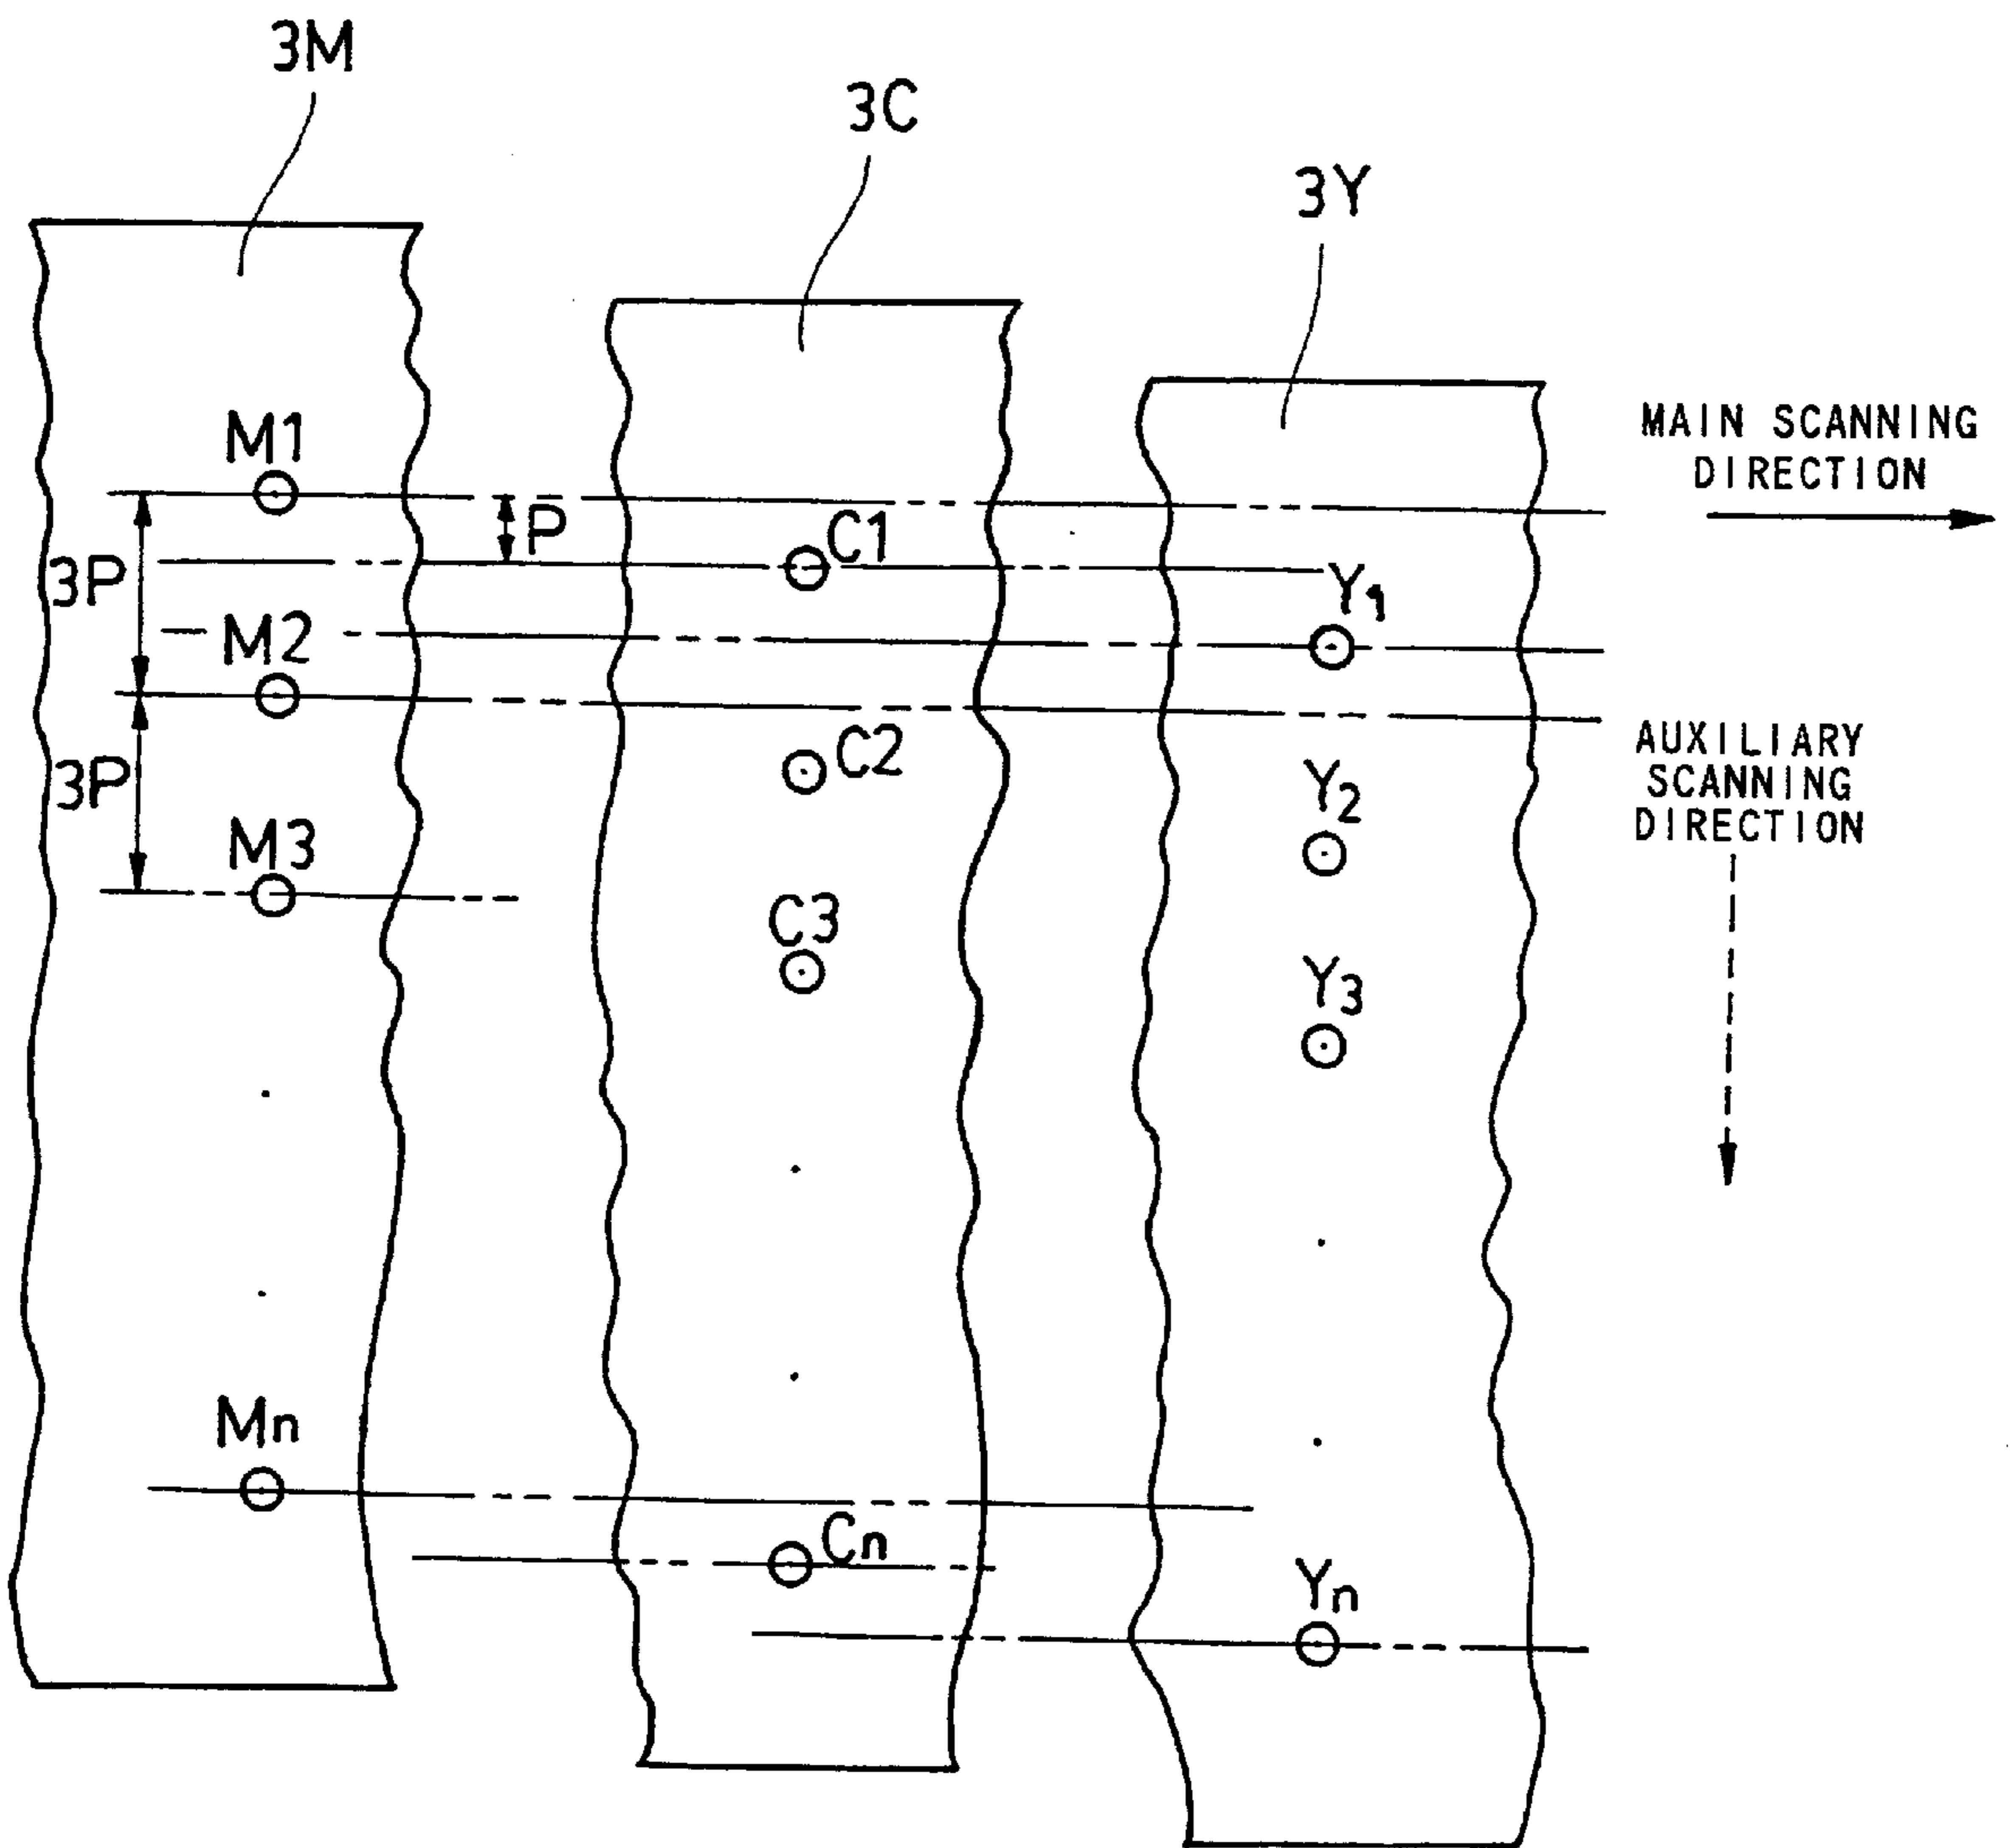 3M
3C
3Y
MAIN SCANNING
DIRECTION
M1
P
C1
3P
Y1
M2
C2
AUXILIARY
SCANNING
DIRECTION
3P
Y2
M3
C3
Y3
Mn
Cn
Yn